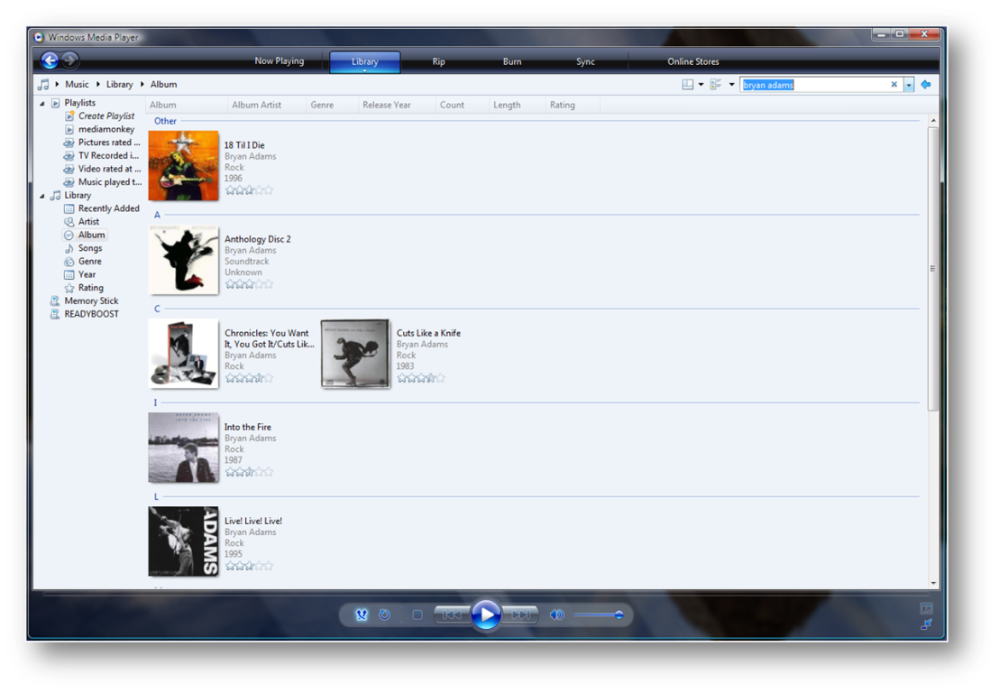 Windows Media Player
Now Playing
Library
Rip
Burn
Sync
Online Stores
Music Library Album
bryan adams
Playlists
Create Playlist
mediamonkey
Pictures rated ...
TV Recorded i...
Video rated at ...
Music played t...
Library
Recently Added
Artist
Album
Songs
Genre
Year
Rating
Memory Stick
READYBOOST
Album Album Artist Genre Release Year Count Length Rating
Other
18 Til I Die
Bryan Adams
Rock
1996
A
Anthology Disc 2
Bryan Adams
Soundtrack
Unknown
C
Chronicles: You Want
It, You Got It/Cuts Lik...
Bryan Adams
Rock
Cuts Like a Knife
Bryan Adams
Rock
1983
I
Into the Fire
Bryan Adams
Rock
1987
L
Live! Live! Live!
Bryan Adams
Rock
1995
ADAMS